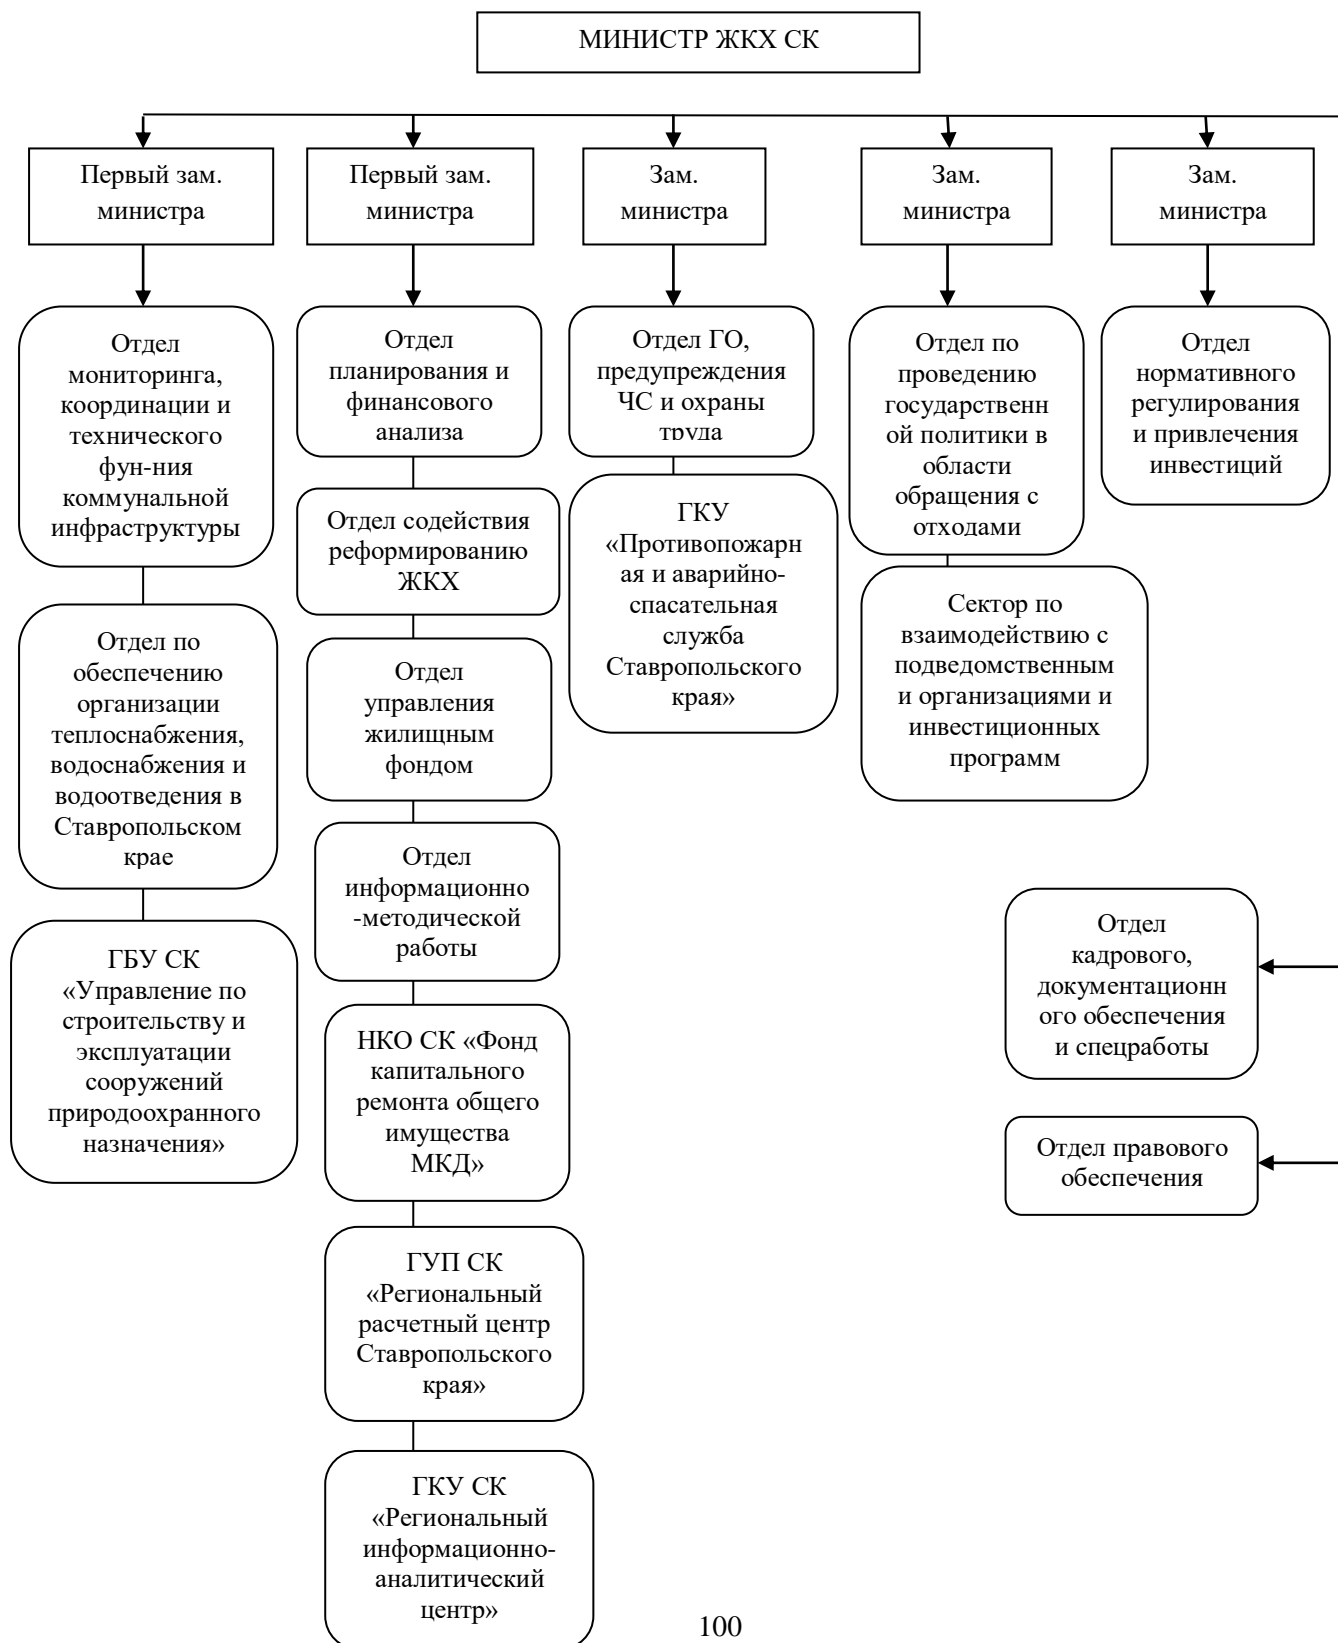 МИНИСТР ЖКХ СК
Первый зам.
министра
Первый зам.
министра
Зам.
министра
Зам.
министра
Зам.
министра
Отдел
мониторинга,
координации и
технического
фун-ния
коммунальной
инфраструктуры
Отдел по
обеспечению
организации
теплоснабжения,
водоснабжения и
водоотведения в
Ставропольском
крае
ГБУ СК
«Управление по
строительству и
эксплуатации
сооружений
природоохранного
назначения»
Отдел
планирования и
финансового
анализа
Отдел содействия
реформированию
ЖКХ
Отдел
управления
жилищным
фондом
Отдел
информационно
-методической
работы
НКО СК «Фонд
капитального
ремонта общего
имущества
МКД»
ГУП СК
«Региональный
расчетный центр
Ставропольского
края»
ГКУ СК
«Региональный
информационно-
аналитический
центр»
Отдел ГО,
предупреждения
ЧС и охраны
труда
ГКУ
«Противопожарн
ая и аварийно-
спасательная
служба
Ставропольского
края»
Отдел по
проведению
государственн
ой политики в
области
обращения с
отходами
Сектор по
взаимодействию с
подведомственным
и организациями и
инвестиционных
программ
Отдел
нормативного
регулирования
и привлечения
инвестиций
Отдел
кадрового,
документационн
ого обеспечения
и спецработы
Отдел правового
обеспечения
100